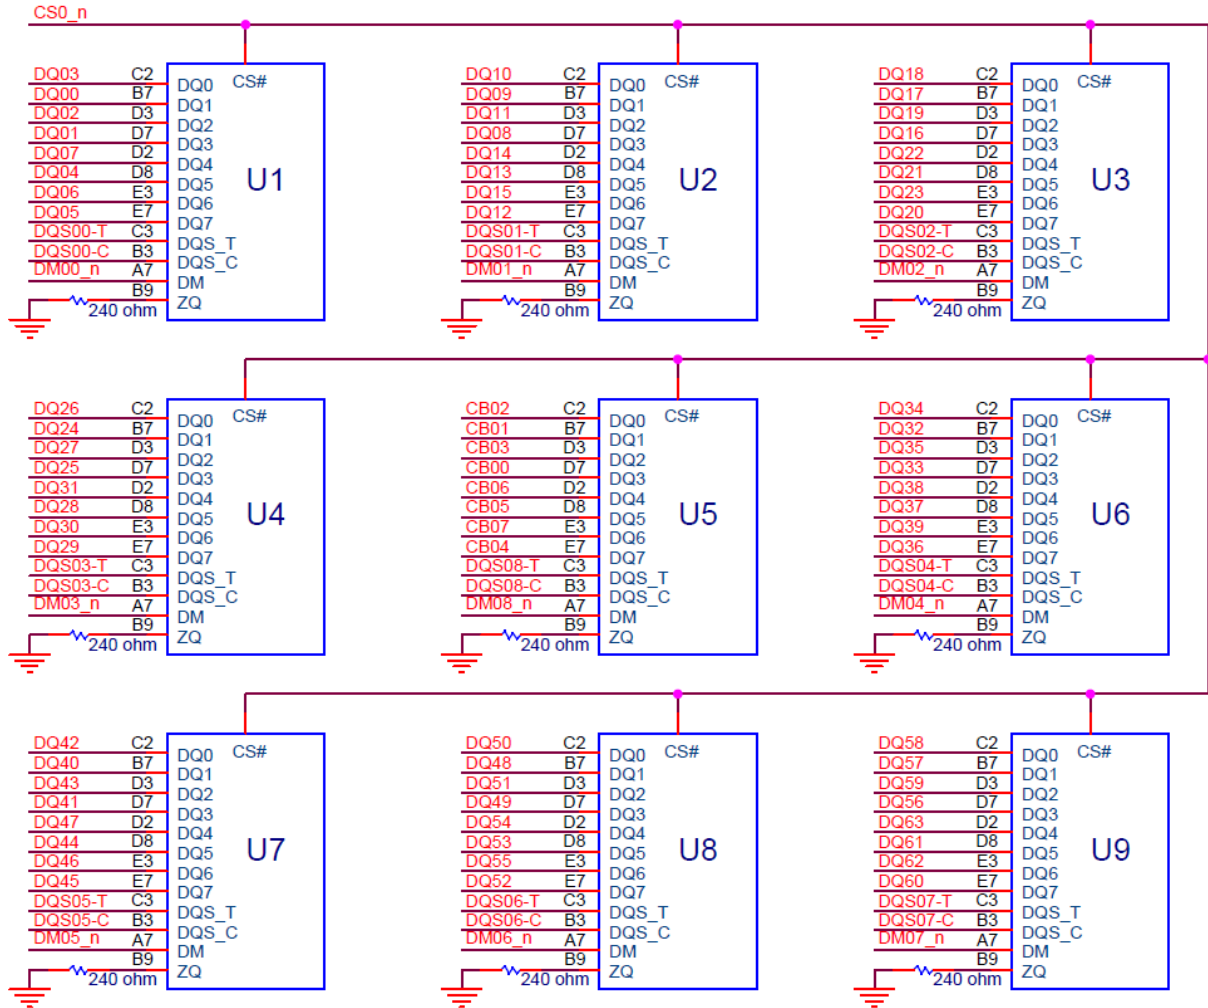 CS0_n
DQ03 C2 DQ0 CS#
DQ00 B7 DQ1
DQ02 D3 DQ2
DQ01 D7 DQ3
DQ07 D2 DQ4
DQ04 D8 DQ5
DQ06 E3 DQ6
DQ05 E7 DQ7
DQS00-T C3 DQS_T
DQS00-C B3 DQS_C
DM00_n A7 DM
B9 ZQ
240 ohm
U1
DQ10 C2 DQ0 CS#
DQ09 B7 DQ1
DQ11 D3 DQ2
DQ08 D7 DQ3
DQ14 D2 DQ4
DQ13 D8 DQ5
DQ15 E3 DQ6
DQ12 E7 DQ7
DQS01-T C3 DQS_T
DQS01-C B3 DQS_C
DM01_n A7 DM
B9 ZQ
240 ohm
U2
DQ18 C2 DQ0 CS#
DQ17 B7 DQ1
DQ19 D3 DQ2
DQ16 D7 DQ3
DQ22 D2 DQ4
DQ21 D8 DQ5
DQ23 E3 DQ6
DQ20 E7 DQ7
DQS02-T C3 DQS_T
DQS02-C B3 DQS_C
DM02_n A7 DM
B9 ZQ
240 ohm
U3
DQ26 C2 DQ0 CS#
DQ24 B7 DQ1
DQ27 D3 DQ2
DQ25 D7 DQ3
DQ31 D2 DQ4
DQ28 D8 DQ5
DQ30 E3 DQ6
DQ29 E7 DQ7
DQS03-T C3 DQS_T
DQS03-C B3 DQS_C
DM03_n A7 DM
B9 ZQ
240 ohm
U4
CB02 C2 DQ0 CS#
CB01 B7 DQ1
CB03 D3 DQ2
CB00 D7 DQ3
CB06 D2 DQ4
CB05 D8 DQ5
CB07 E3 DQ6
CB04 E7 DQ7
DQS08-T C3 DQS_T
DQS08-C B3 DQS_C
DM08_n A7 DM
B9 ZQ
240 ohm
U5
DQ34 C2 DQ0 CS#
DQ32 B7 DQ1
DQ35 D3 DQ2
DQ33 D7 DQ3
DQ38 D2 DQ4
DQ37 D8 DQ5
DQ39 E3 DQ6
DQ36 E7 DQ7
DQS04-T C3 DQS_T
DQS04-C B3 DQS_C
DM04_n A7 DM
B9 ZQ
240 ohm
U6
DQ42 C2 DQ0 CS#
DQ40 B7 DQ1
DQ43 D3 DQ2
DQ41 D7 DQ3
DQ47 D2 DQ4
DQ44 D8 DQ5
DQ46 E3 DQ6
DQ45 E7 DQ7
DQS05-T C3 DQS_T
DQS05-C B3 DQS_C
DM05_n A7 DM
B9 ZQ
240 ohm
U7
DQ50 C2 DQ0 CS#
DQ48 B7 DQ1
DQ51 D3 DQ2
DQ49 D7 DQ3
DQ54 D2 DQ4
DQ53 D8 DQ5
DQ55 E3 DQ6
DQ52 E7 DQ7
DQS06-T C3 DQS_T
DQS06-C B3 DQS_C
DM06_n A7 DM
B9 ZQ
240 ohm
U8
DQ58 C2 DQ0 CS#
DQ57 B7 DQ1
DQ59 D3 DQ2
DQ56 D7 DQ3
DQ63 D2 DQ4
DQ61 D8 DQ5
DQ62 E3 DQ6
DQ60 E7 DQ7
DQS07-T C3 DQS_T
DQS07-C B3 DQS_C
DM07_n A7 DM
B9 ZQ
240 ohm
U9